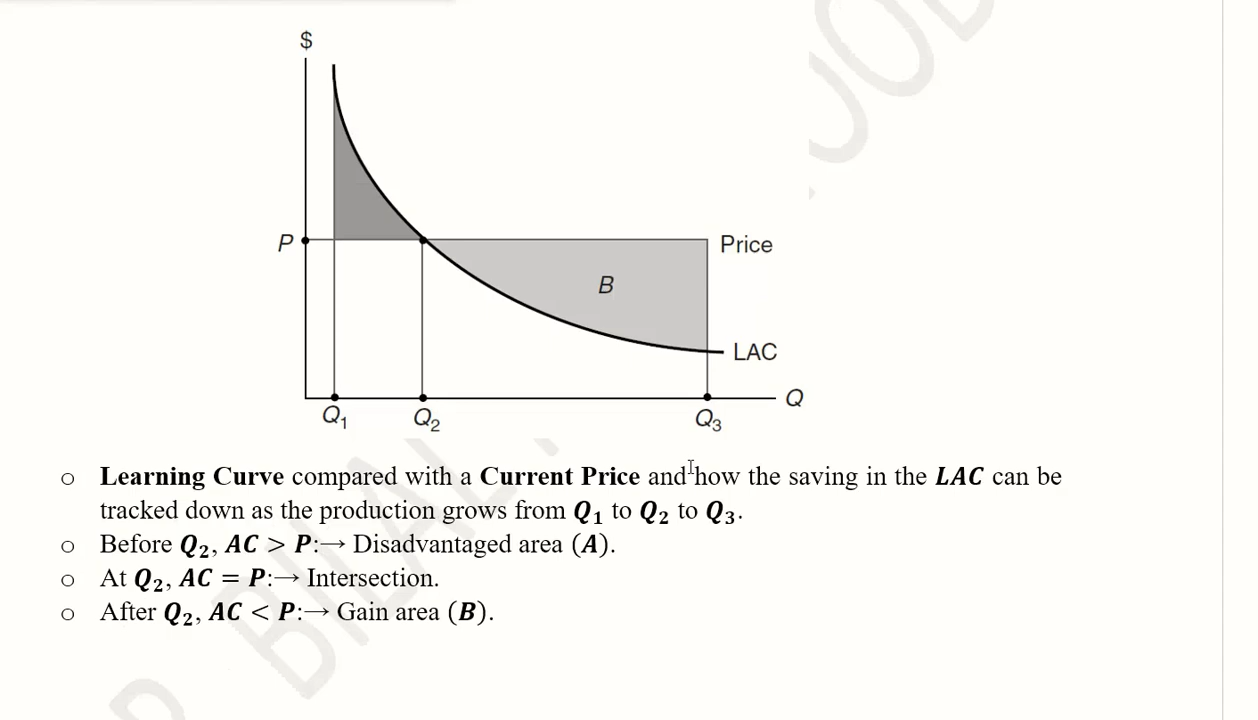 $
P
Price
B
LAC
Q
Q1 Q2 Q3
o Learning Curve compared with a Current Price and how the saving in the LAC can be
tracked down as the production grows from Q1 to Q2 to Q3.
o Before Q2, AC > P:→ Disadvantaged area (A).
o At Q2, AC = P:→ Intersection.
o After Q2, AC < P:→ Gain area (B).